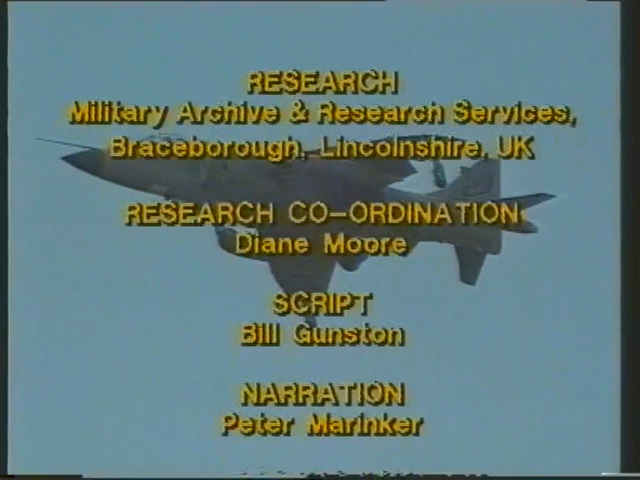 RESEARCH
Military Archive & Research Services,
Braceborough, Lincolnshire, UK
RESEARCH CO-ORDINATION
Diane Moore
SCRIPT
Bill Gunston
NARRATION
Peter Marinker